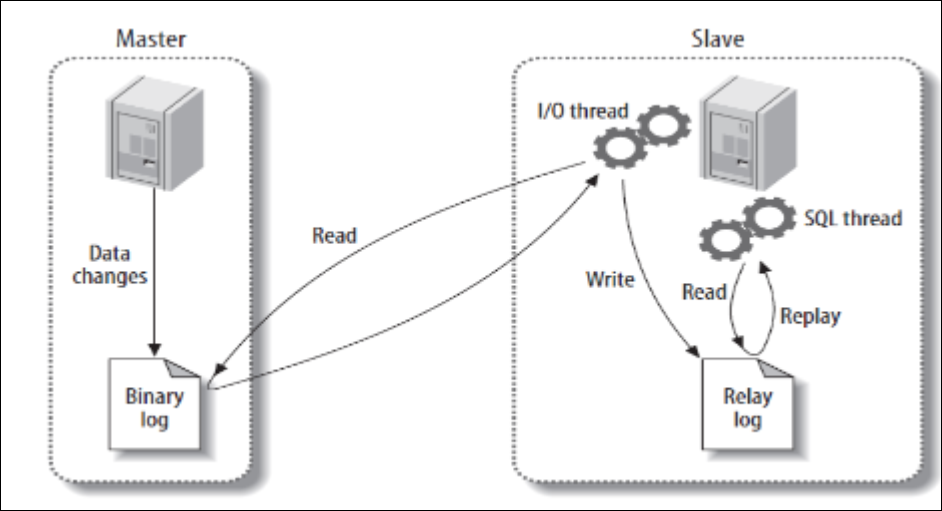 Master
Slave
I/O thread
SQL thread
Data
changes
Read
Write
Read
Replay
Binary
log
Relay
log